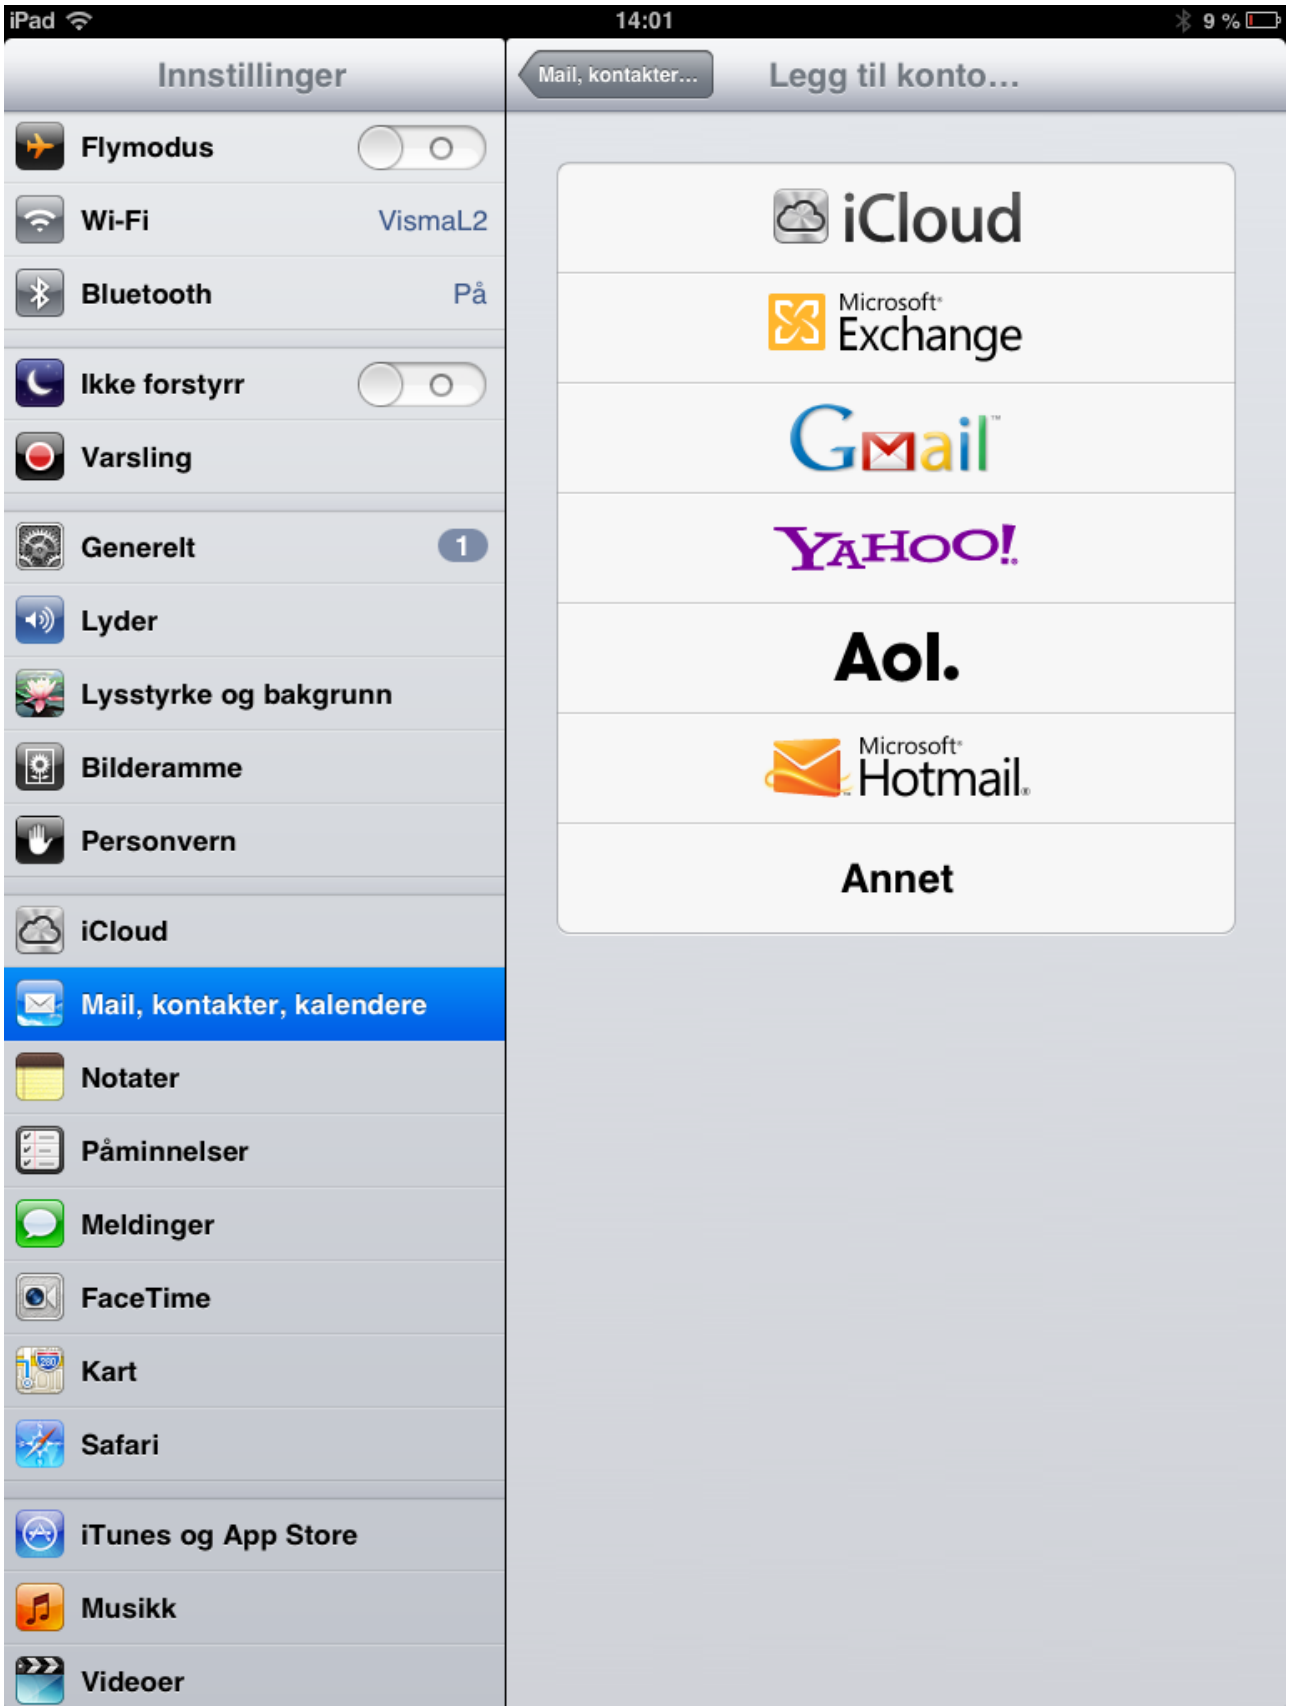 iPad 14:01 9 %
Innstillinger
Flymodus
Wi-Fi VismaL2
Bluetooth På
Ikke forstyrr
Varsling
Generelt 1
Lyder
Lysstyrke og bakgrunn
Bilderamme
Personvern
iCloud
Mail, kontakter, kalendere
Notater
Påminnelser
Meldinger
FaceTime
Kart
Safari
iTunes og App Store
Musikk
Videoer
Mail, kontakter... Legg til konto...
iCloud
Microsoft®
Exchange
Gmail™
YAHOO!®
Aol.
Microsoft®
Hotmail®
Annet